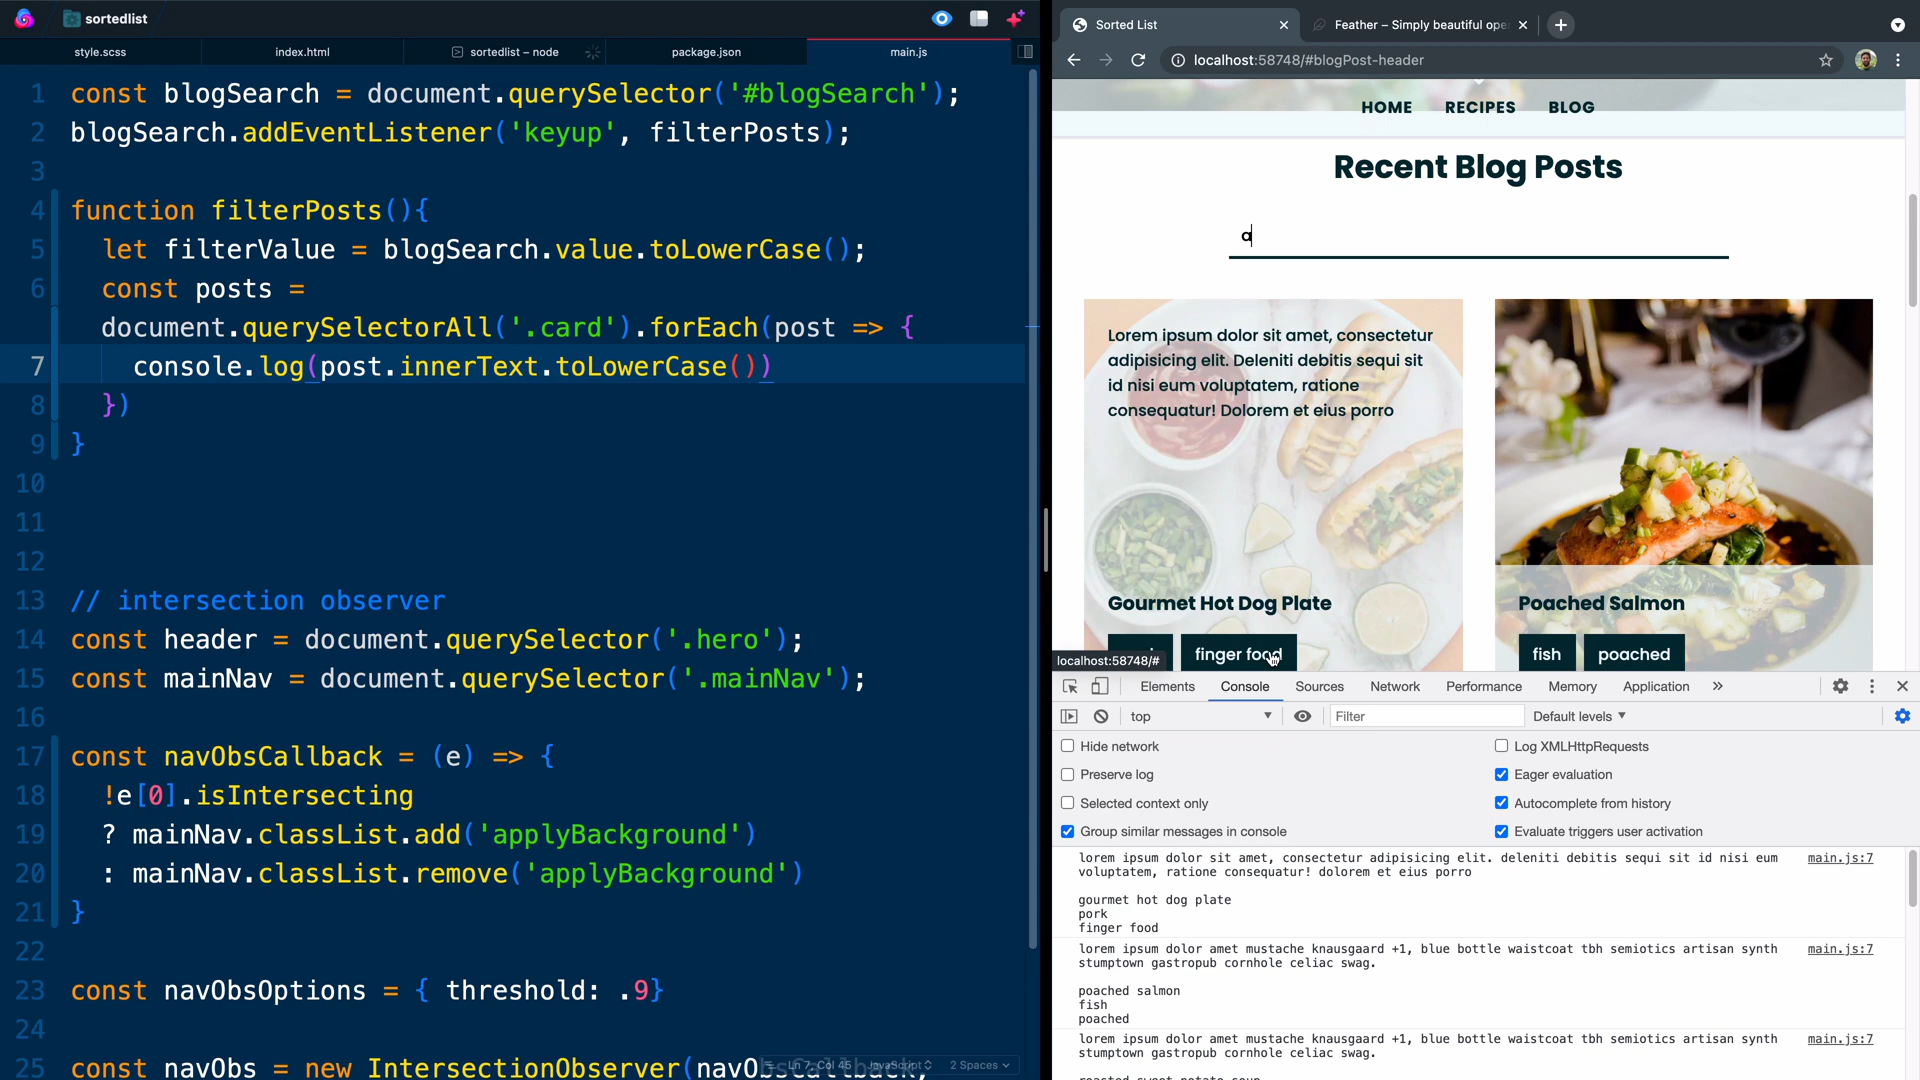 sortedlist
style.scss
index.html
sortedlist – node
package.json
main.js
1 const blogSearch = document.querySelector('#blogSearch');
2 blogSearch.addEventListener('keyup', filterPosts);
3
4 function filterPosts(){
5 let filterValue = blogSearch.value.toLowerCase();
6 const posts =
document.querySelectorAll('.card').forEach(post => {
7 console.log(post.innerText.toLowerCase())
8 })
9 }
10
11
12
13 // intersection observer
14 const header = document.querySelector('.hero');
15 const mainNav = document.querySelector('.mainNav');
16
17 const navObsCallback = (e) => {
18 !e[0].isIntersecting
19 ? mainNav.classList.add('applyBackground')
20 : mainNav.classList.remove('applyBackground')
21 }
22
23 const navObsOptions = { threshold: .9}
24
25 const navObs = new IntersectionObserver(navObsCallback,
Ln 7, Col 45 JavaScript 2 Spaces
Sorted List
Feather – Simply beautiful ope
localhost:58748/#blogPost-header
HOME RECIPES BLOG
Recent Blog Posts
a
Lorem ipsum dolor sit amet, consectetur
adipisicing elit. Deleniti debitis sequi sit
id nisi eum voluptatem, ratione
consequatur! Dolorem et eius porro
Gourmet Hot Dog Plate
finger food
Poached Salmon
fish
poached
localhost:58748/#
Elements Console Sources Network Performance Memory Application »
top
Filter
Default levels
Hide network
Log XMLHttpRequests
Preserve log
Eager evaluation
Selected context only
Autocomplete from history
Group similar messages in console
Evaluate triggers user activation
lorem ipsum dolor sit amet, consectetur adipisicing elit. deleniti debitis sequi sit id nisi eum main.js:7
voluptatem, ratione consequatur! dolorem et eius porro
gourmet hot dog plate
pork
finger food
lorem ipsum dolor amet mustache knausgaard +1, blue bottle waistcoat tbh semiotics artisan synth main.js:7
stumptown gastropub cornhole celiac swag.
poached salmon
fish
poached
lorem ipsum dolor amet mustache knausgaard +1, blue bottle waistcoat tbh semiotics artisan synth main.js:7
stumptown gastropub cornhole celiac swag.
roasted sweet potato soup